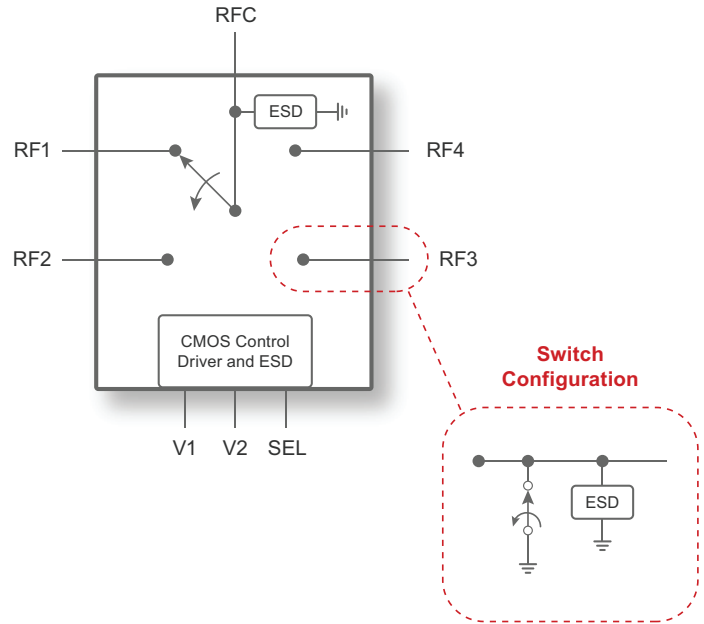 RFC
ESD
RF1
RF4
RF2
RF3
CMOS Control
Driver and ESD
V1 V2 SEL
Switch
Configuration
ESD